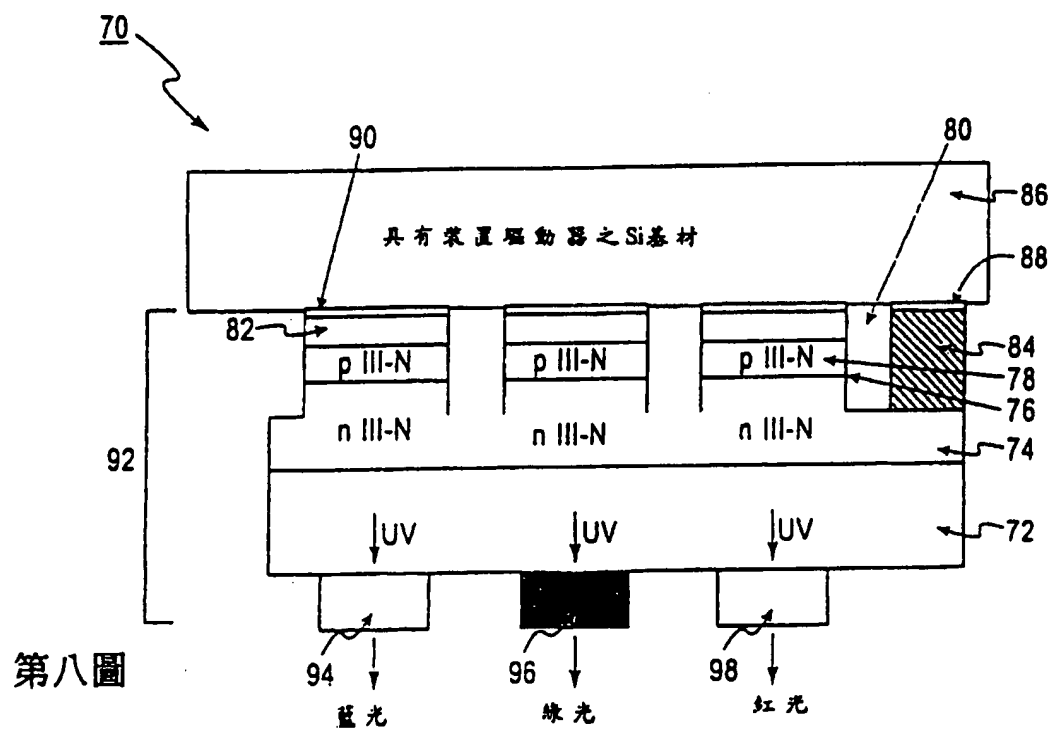 70
90
80
86
具有裝置驅動器之Si基材
88
82
84
p III-N
p III-N
p III-N
78
76
n III-N
n III-N
n III-N
74
92
UV
UV
UV
72
94
96
98
第八圖
藍光
綠光
紅光